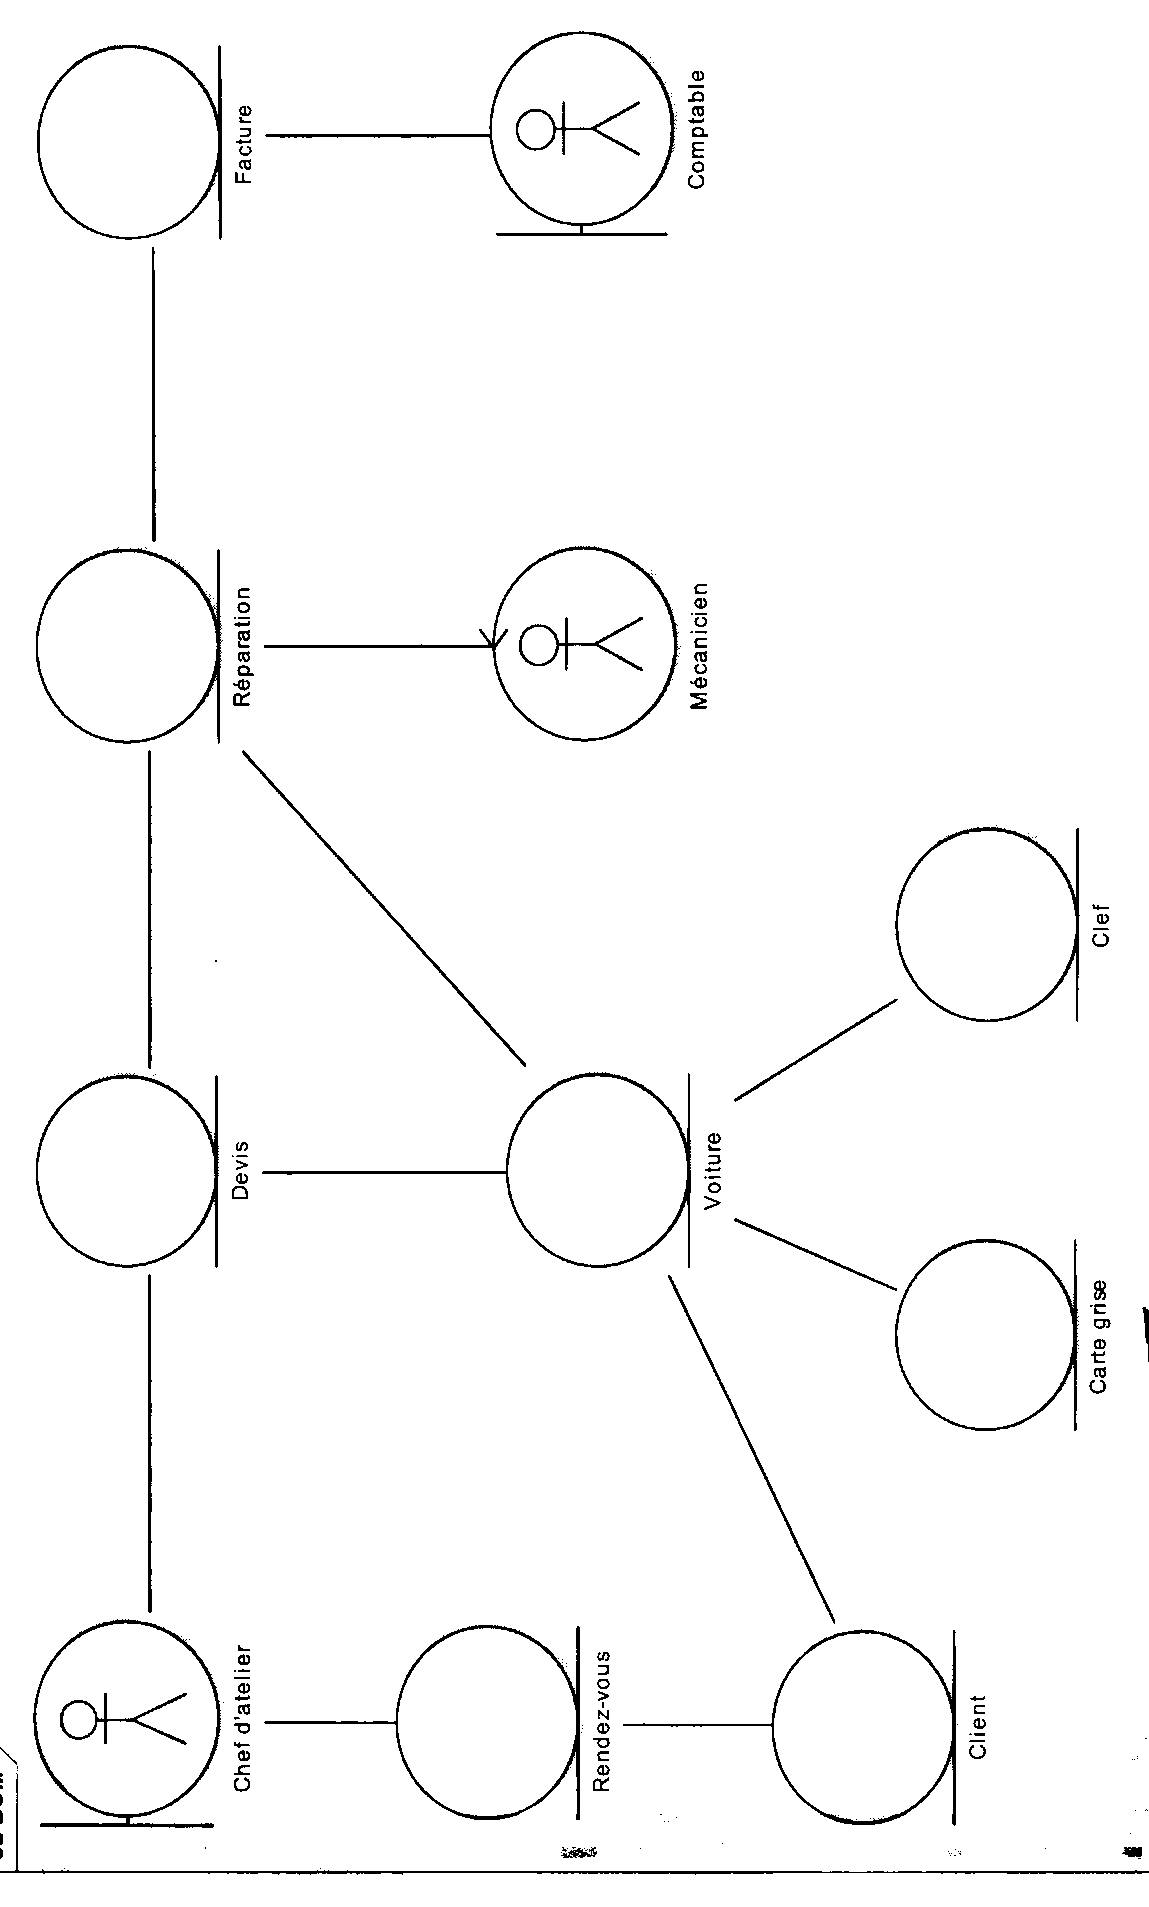 Chef d'atelier
Devis
Réparation
Facture
Rendez-vous
Voiture
Mécanicien
Comptable
Client
Carte grise
Clef